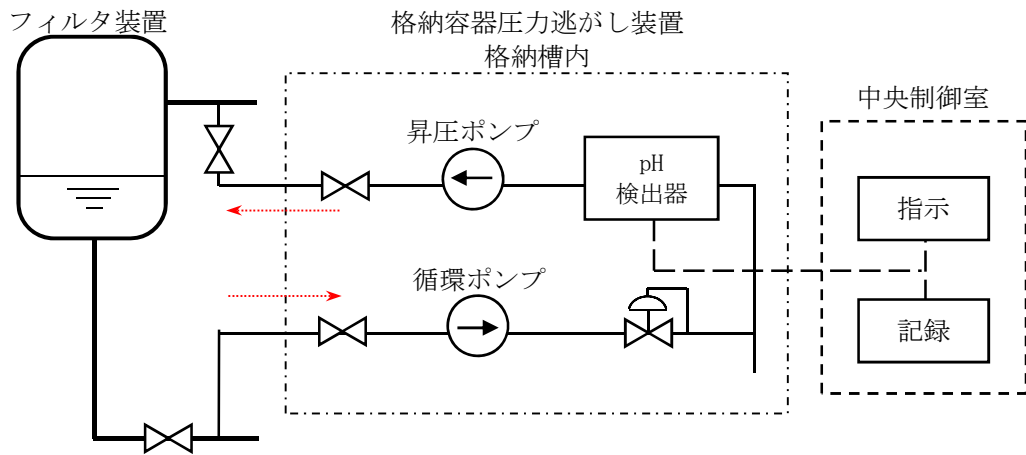 フィルタ装置
格納容器圧力逃がし装置
格納槽内
中央制御室
昇圧ポンプ
pH
検出器
指示
循環ポンプ
記録